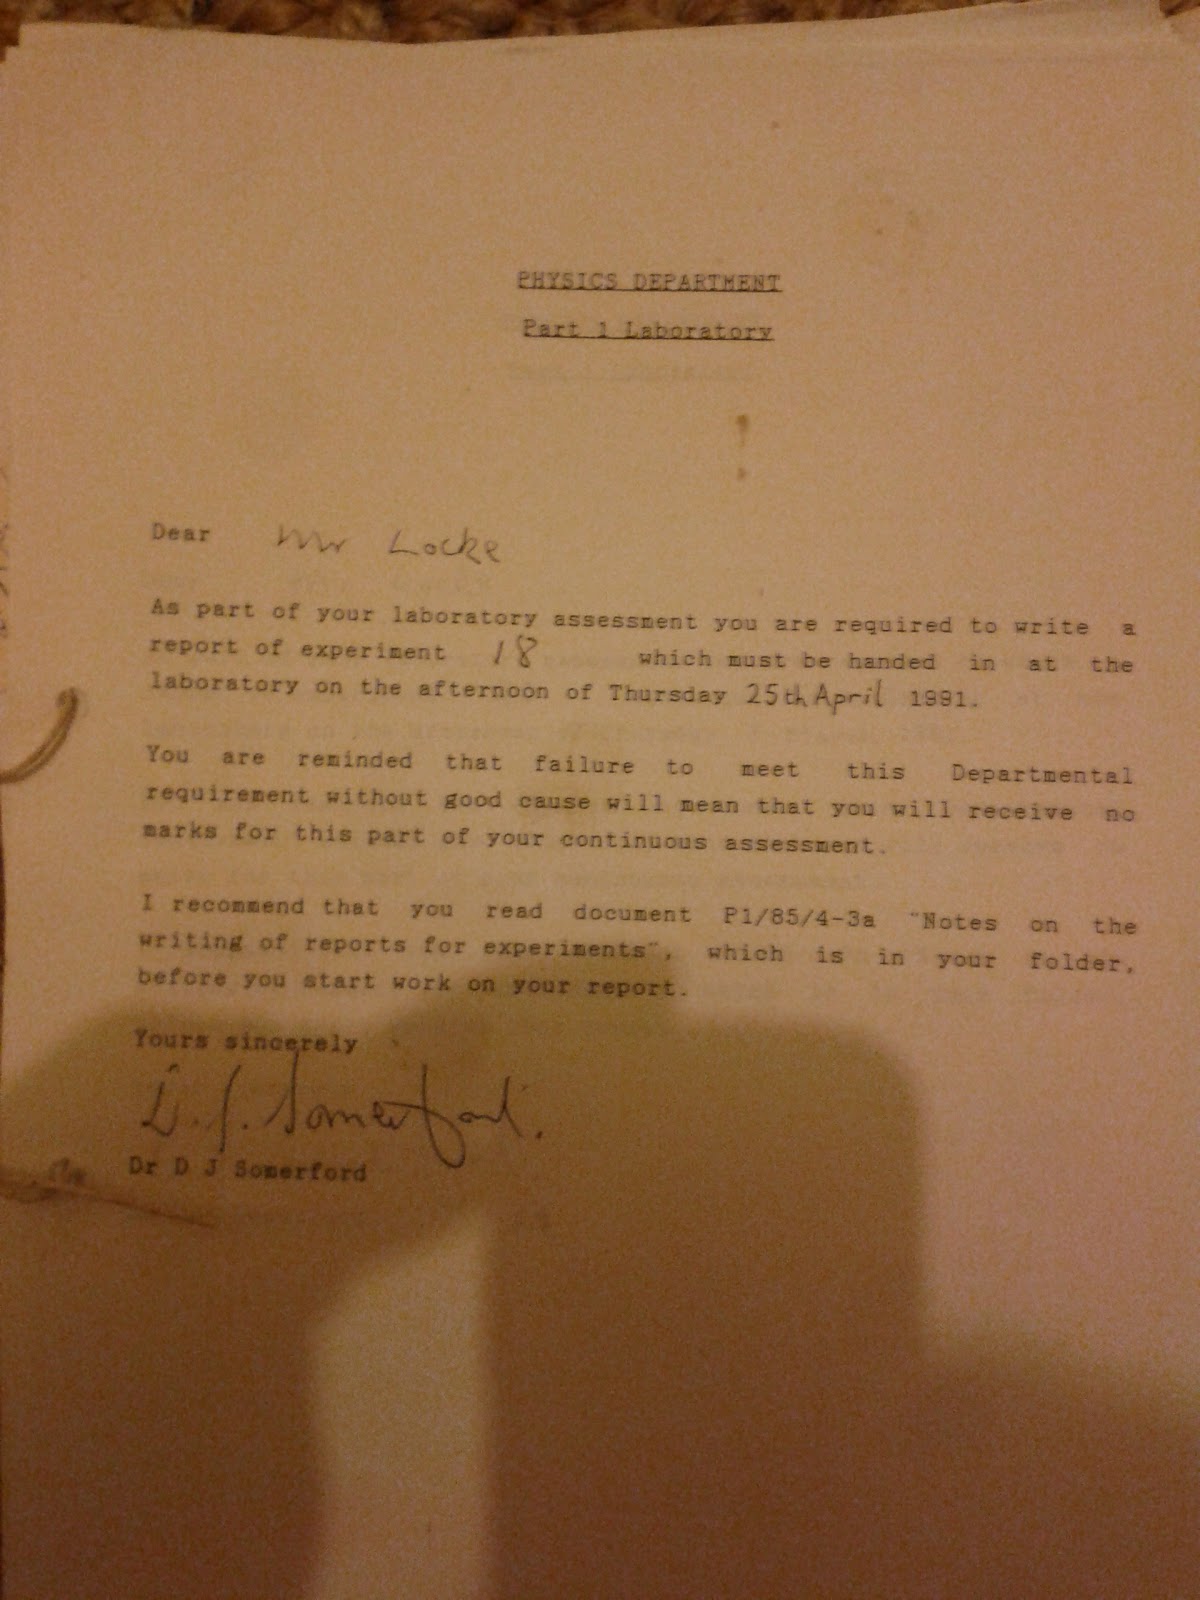 PHYSICS DEPARTMENT
Part 1 Laboratory
Dear Mr Locke
As part of your laboratory assessment you are required to write a
report of experiment 18 which must be handed in at the
laboratory on the afternoon of Thursday 25th April 1991.
You are reminded that failure to meet this Departmental
requirement without good cause will mean that you will receive no
marks for this part of your continuous assessment.
I recommend that you read document P1/85/4-3a "Notes on the
writing of reports for experiments", which is in your folder,
before you start work on your report.
Yours sincerely
D. J. Somerford.
Dr D J Somerford